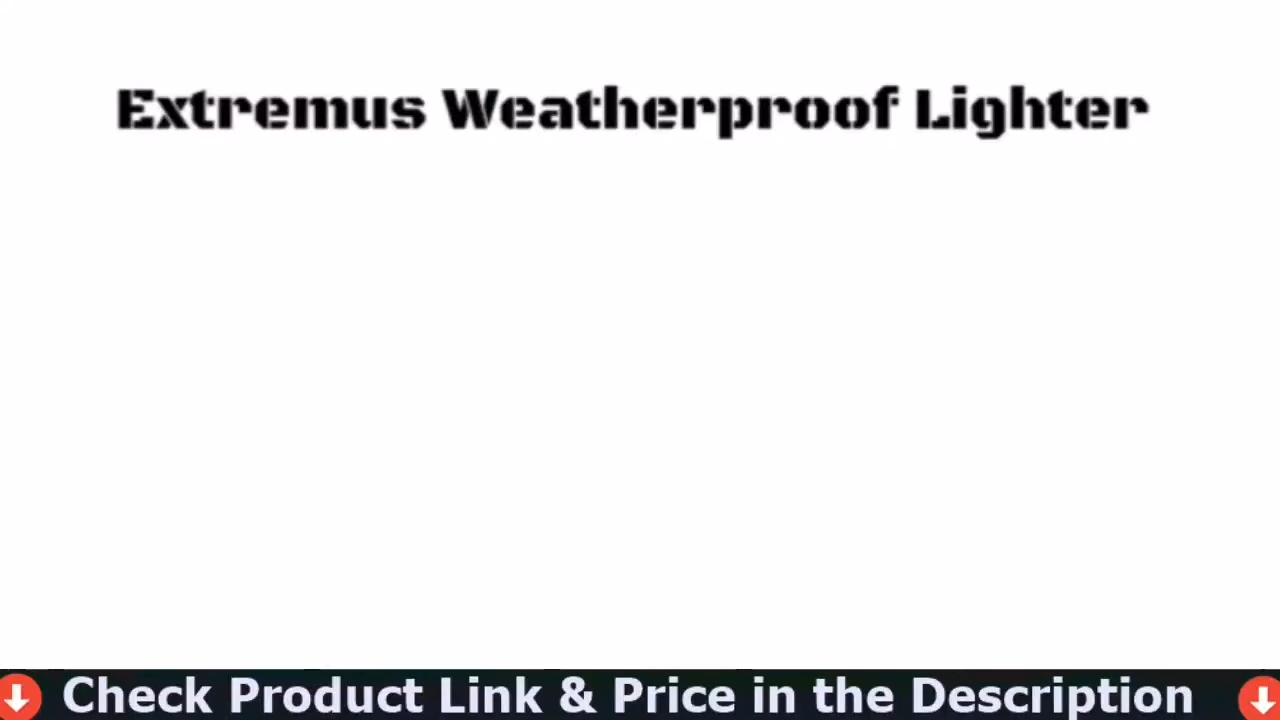 Extremus Weatherproof Lighter
Check Product Link & Price in the Description